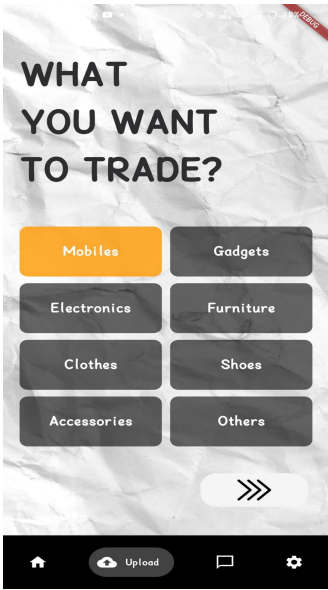 DEBUG
WHAT
YOU WANT
TO TRADE?
Mobiles Gadgets
Electronics Furniture
Clothes Shoes
Accessories Others
Upload